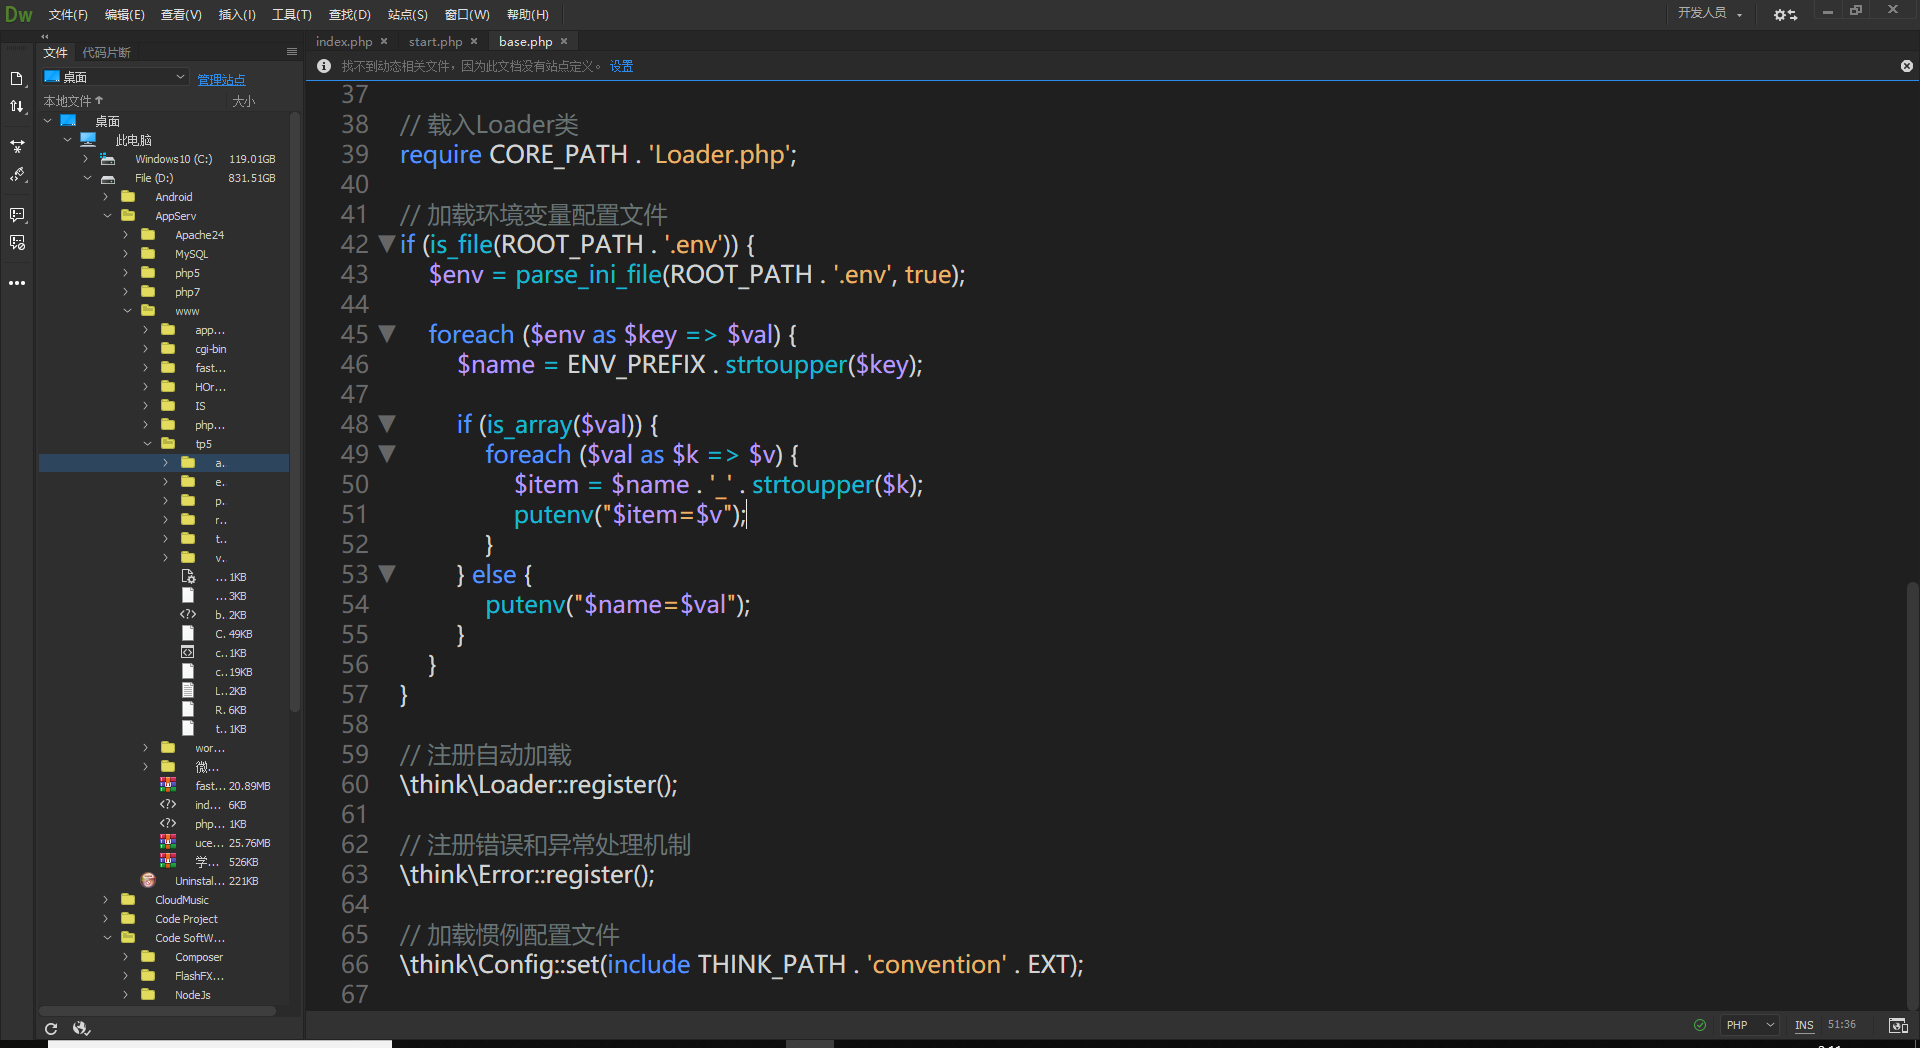 Dw 文件(F) 编辑(E) 查看(V) 插入(I) 工具(T) 查找(D) 站点(S) 窗口(W) 帮助(H) 开发人员
文件 代码片断
桌面 管理站点
本地文件 大小
桌面
此电脑
Windows10 (C:) 119.01GB
File (D:) 831.51GB
Android
AppServ
Apache24
MySQL
php5
php7
www
app...
cgi-bin
fast...
HOr...
IS
php...
tp5
a..
e..
p..
r..
t..
v..
... 1KB
... 3KB
b.. 2KB
C. 49KB
c... 1KB
c.. 19KB
L.. 2KB
R. 6KB
t.. 1KB
wor...
微...
fast... 20.89MB
ind... 6KB
php... 1KB
uce... 25.76MB
学... 526KB
Uninstal... 221KB
CloudMusic
Code Project
Code SoftW...
Composer
FlashFX...
NodeJs
index.php start.php base.php
找不到动态相关文件，因为此文档没有站点定义。 设置
37
38 // 载入Loader类
39 require CORE_PATH . 'Loader.php';
40
41 // 加载环境变量配置文件
42 if (is_file(ROOT_PATH . '.env')) {
43 $env = parse_ini_file(ROOT_PATH . '.env', true);
44
45 foreach ($env as $key => $val) {
46 $name = ENV_PREFIX . strtoupper($key);
47
48 if (is_array($val)) {
49 foreach ($val as $k => $v) {
50 $item = $name . '_' . strtoupper($k);
51 putenv("$item=$v");
52 }
53 } else {
54 putenv("$name=$val");
55 }
56 }
57 }
58
59 // 注册自动加载
60 \think\Loader::register();
61
62 // 注册错误和异常处理机制
63 \think\Error::register();
64
65 // 加载惯例配置文件
66 \think\Config::set(include THINK_PATH . 'convention' . EXT);
67
PHP INS 51:36